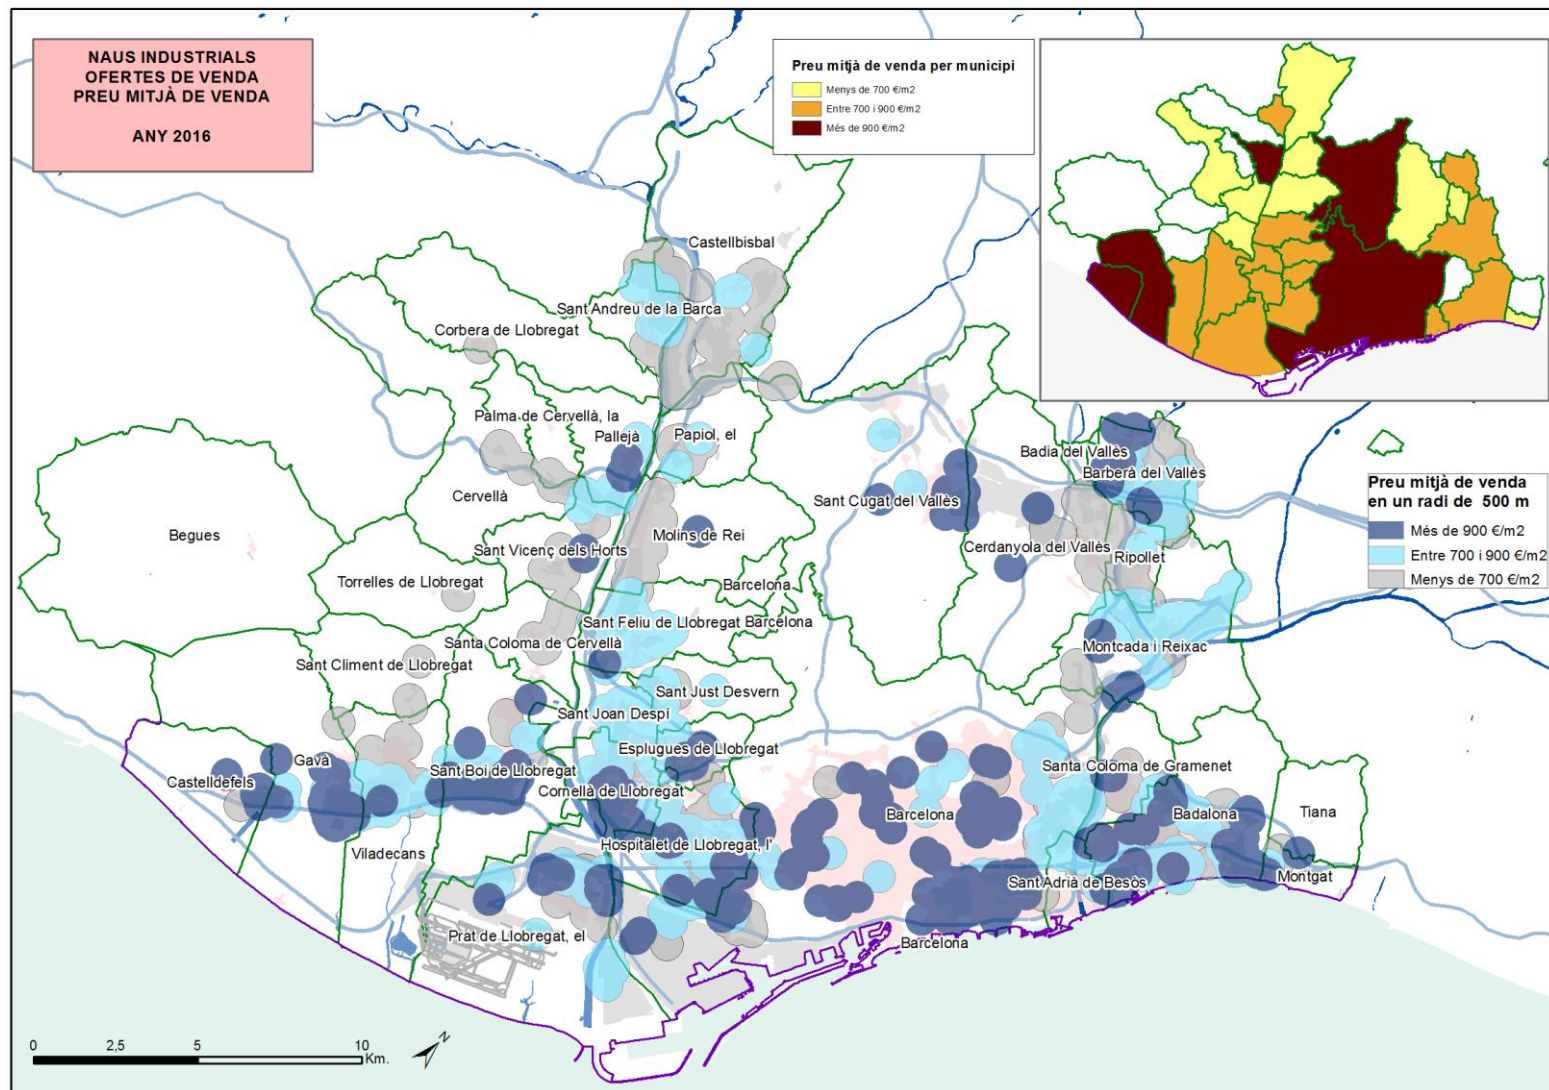 NAUS INDUSTRIALS
OFERTES DE VENDA
PREU MITJÀ DE VENDA
ANY 2016
Preu mitjà de venda per municipi
Menys de 700 €/m2
Entre 700 i 900 €/m2
Més de 900 €/m2
Castellbisbal
Sant Andreu de la Barca
Corbera de Llobregat
Palma de Cervellà, la
Pallejà
Papiol, el
Badia del Vallès
Barberà del Vallès
Preu mitjà de venda
en un radi de 500 m
Més de 900 €/m2
Entre 700 i 900 €/m2
Menys de 700 €/m2
Cervellà
Sant Cugat del Vallès
Begues
Molins de Rei
Sant Vicenç dels Horts
Cerdanyola del Vallès
Ripollet
Torrelles de Llobregat
Barcelona
Sant Feliu de Llobregat
Barcelona
Santa Coloma de Cervellà
Montcada i Reixac
Sant Climent de Llobregat
Sant Just Desvern
Sant Joan Despí
Esplugues de Llobregat
Gavà
Sant Boi de Llobregat
Santa Coloma de Gramenet
Castelldefels
Cornellà de Llobregat
Barcelona
Badalona
Tiana
Hospitalet de Llobregat, l'
Viladecans
Sant Adrià de Besòs
Montgat
Prat de Llobregat, el
Barcelona
N
0 2,5 5 10
Km.